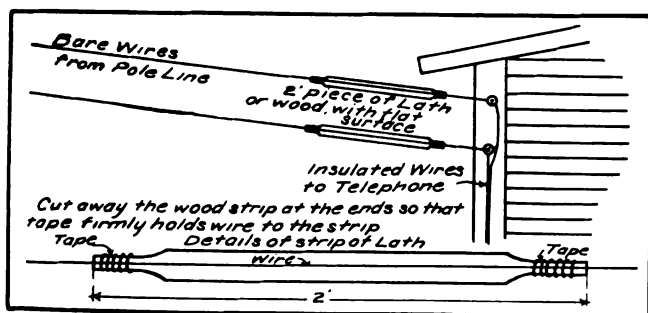 Bare Wires
from Pole Line
2' piece of Lath
or wood, with flat
surface
Insulated Wires
to Telephone
Cut away the wood strip at the ends so that
tape firmly holds wire to the strip
Details of strip of Lath
Tape
Wire
Tape
2'